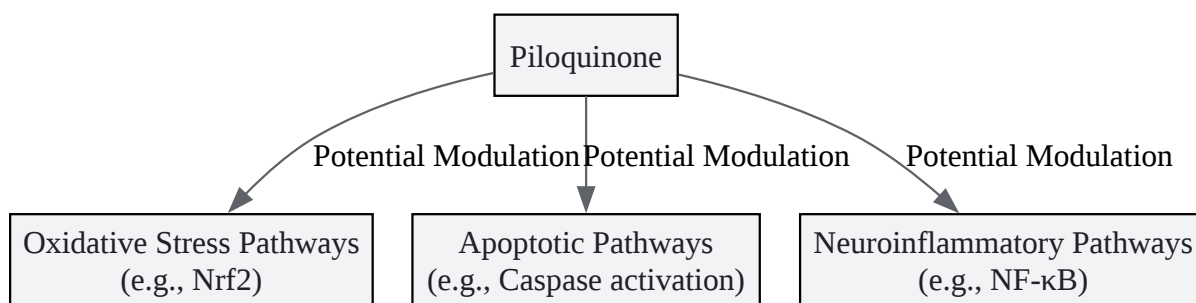 Piloquinone
Potential Modulation Potential Modulation Potential Modulation
Oxidative Stress Pathways
(e.g., Nrf2)
Apoptotic Pathways
(e.g., Caspase activation)
Neuroinflammatory Pathways
(e.g., NF-κB)